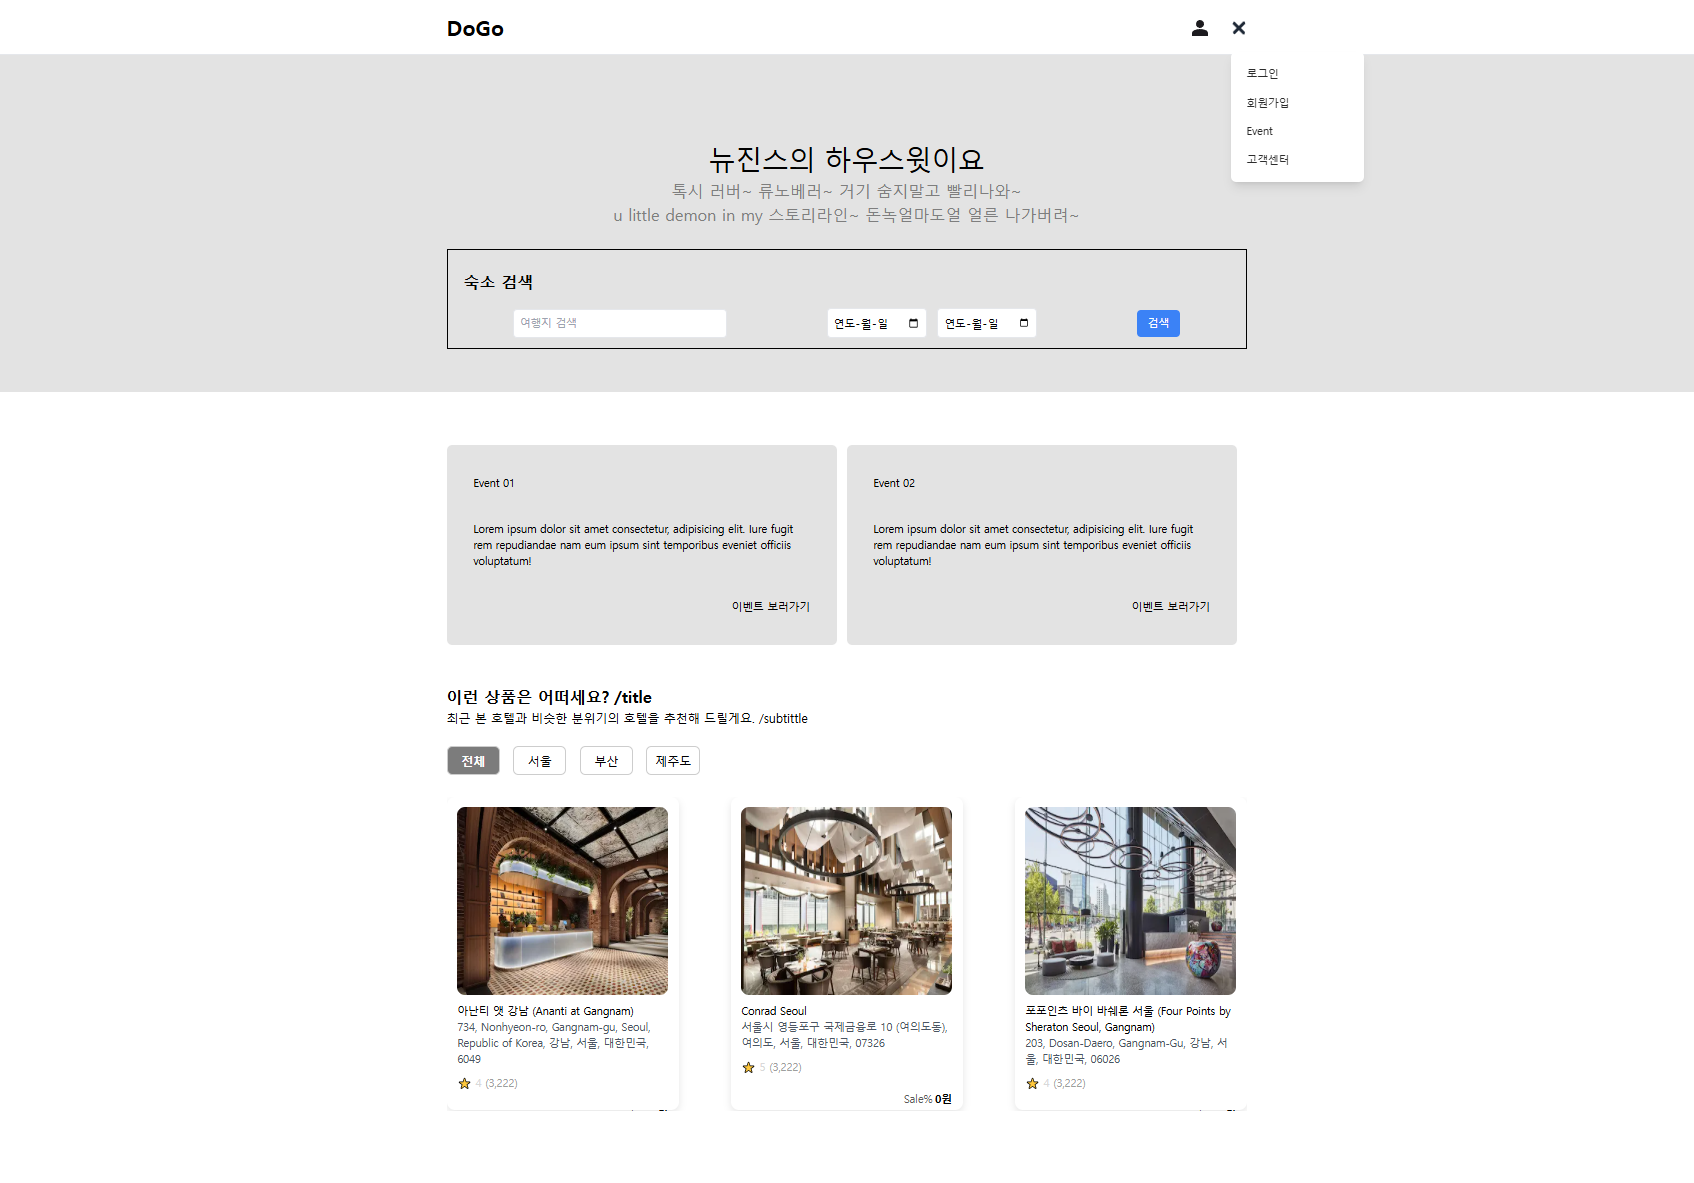 DoGo
로그인
회원가입
Event
고객센터
뉴진스의 하우스윗이요
톡시 러버~ 류노베러~ 거기 숨지말고 빨리나와~
u little demon in my 스토리라인~ 돈녹얼마도얼 얼른 나가버려~
숙소 검색
여행지 검색
연도-월-일
연도-월-일
검색
Event 01
Lorem ipsum dolor sit amet consectetur, adipisicing elit. Iure fugit
rem repudiandae nam eum ipsum sint temporibus eveniet officiis
voluptatum!
이벤트 보러가기
Event 02
Lorem ipsum dolor sit amet consectetur, adipisicing elit. Iure fugit
rem repudiandae nam eum ipsum sint temporibus eveniet officiis
voluptatum!
이벤트 보러가기
이런 상품은 어떠세요? /title
최근 본 호텔과 비슷한 분위기의 호텔을 추천해 드릴게요. /subtittle
전체
서울
부산
제주도
아난티 앳 강남 (Ananti at Gangnam)
734, Nonhyeon-ro, Gangnam-gu, Seoul,
Republic of Korea, 강남, 서울, 대한민국,
6049
4 (3,222)
Conrad Seoul
서울시 영등포구 국제금융로 10 (여의도동),
여의도, 서울, 대한민국, 07326
5 (3,222)
Sale% 0원
포포인츠 바이 바쉐론 서울 (Four Points by
Sheraton Seoul, Gangnam)
203, Dosan-Daero, Gangnam-Gu, 강남, 서
울, 대한민국, 06026
4 (3,222)